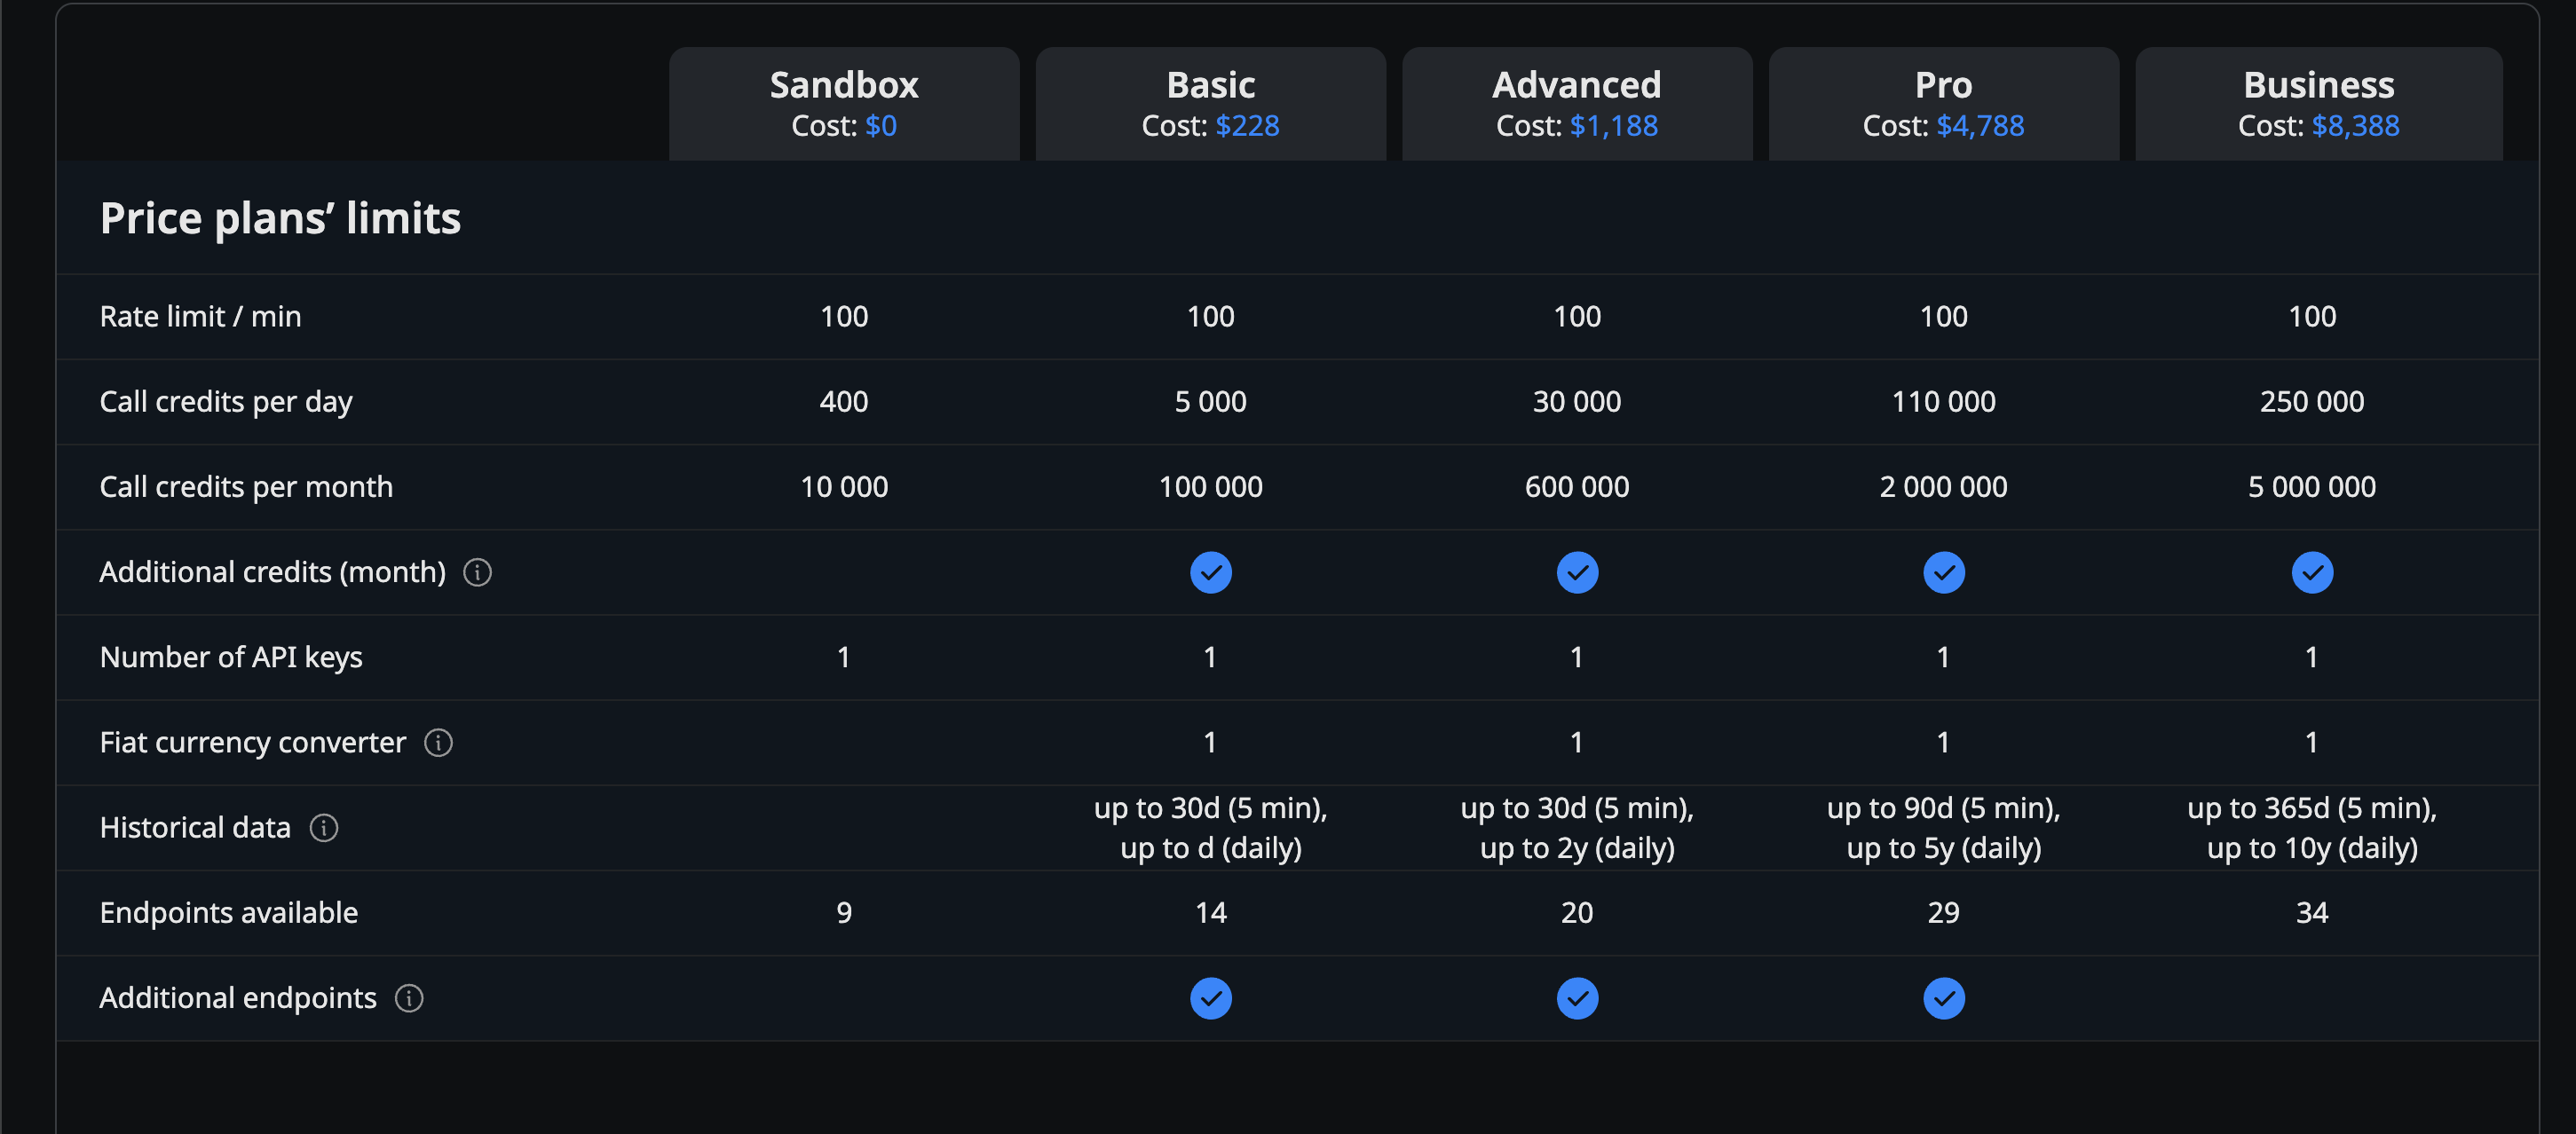 Sandbox Basic Advanced Pro Business
Cost: $0 Cost: $228 Cost: $1,188 Cost: $4,788 Cost: $8,388
Price plans’ limits
Rate limit / min 100 100 100 100 100
Call credits per day 400 5 000 30 000 110 000 250 000
Call credits per month 10 000 100 000 600 000 2 000 000 5 000 000
Additional credits (month)
Number of API keys 1 1 1 1 1
Fiat currency converter 1 1 1 1
Historical data up to 30d (5 min), up to 30d (5 min), up to 90d (5 min), up to 365d (5 min),
up to d (daily) up to 2y (daily) up to 5y (daily) up to 10y (daily)
Endpoints available 9 14 20 29 34
Additional endpoints